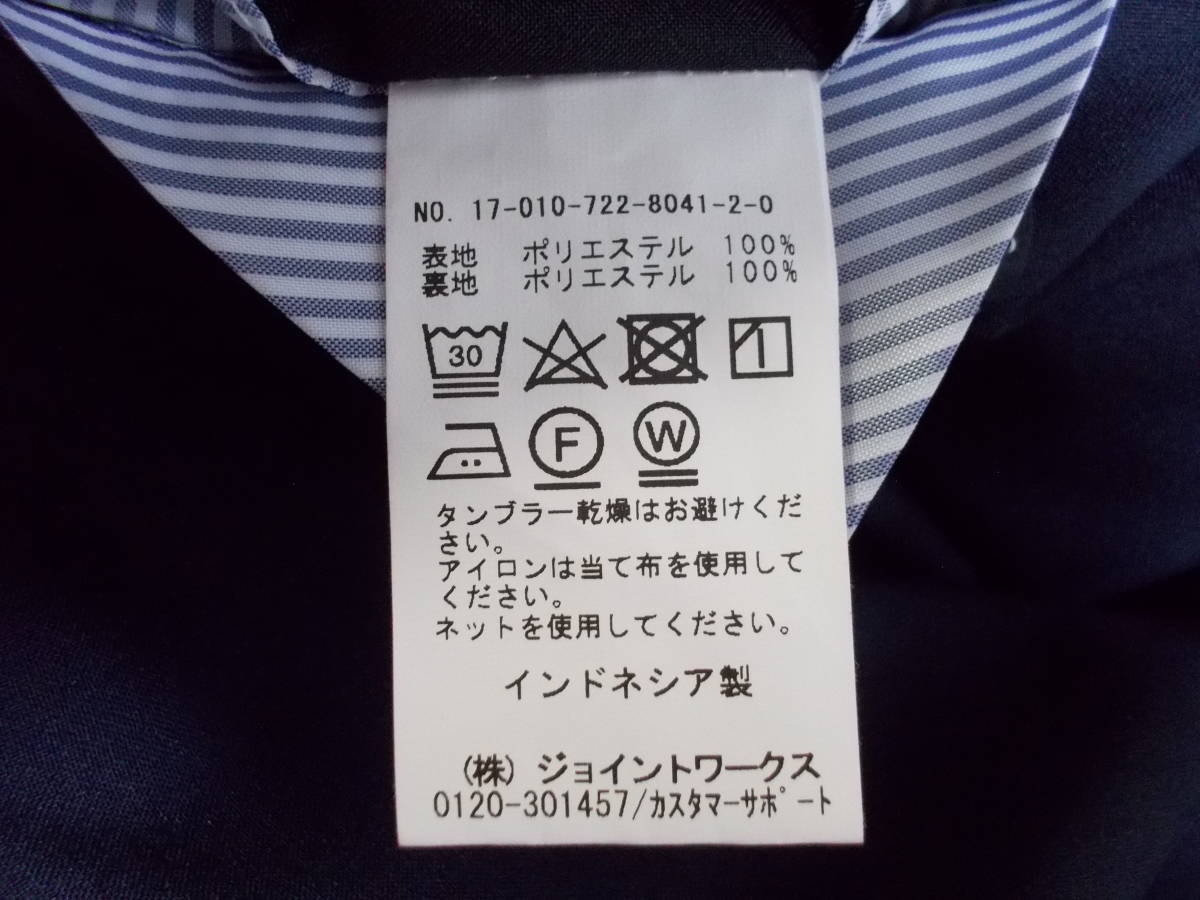 NO. 17-010-722-8041-2-0
表地 ポリエステル 100%
裏地 ポリエステル 100%
30
F W
タンブラー乾燥はお避けくだ
さい。
アイロンは当て布を使用して
ください。
ネットを使用してください。
インドネシア製
(株) ジョイントワークス
0120-301457/カスタマーサポート